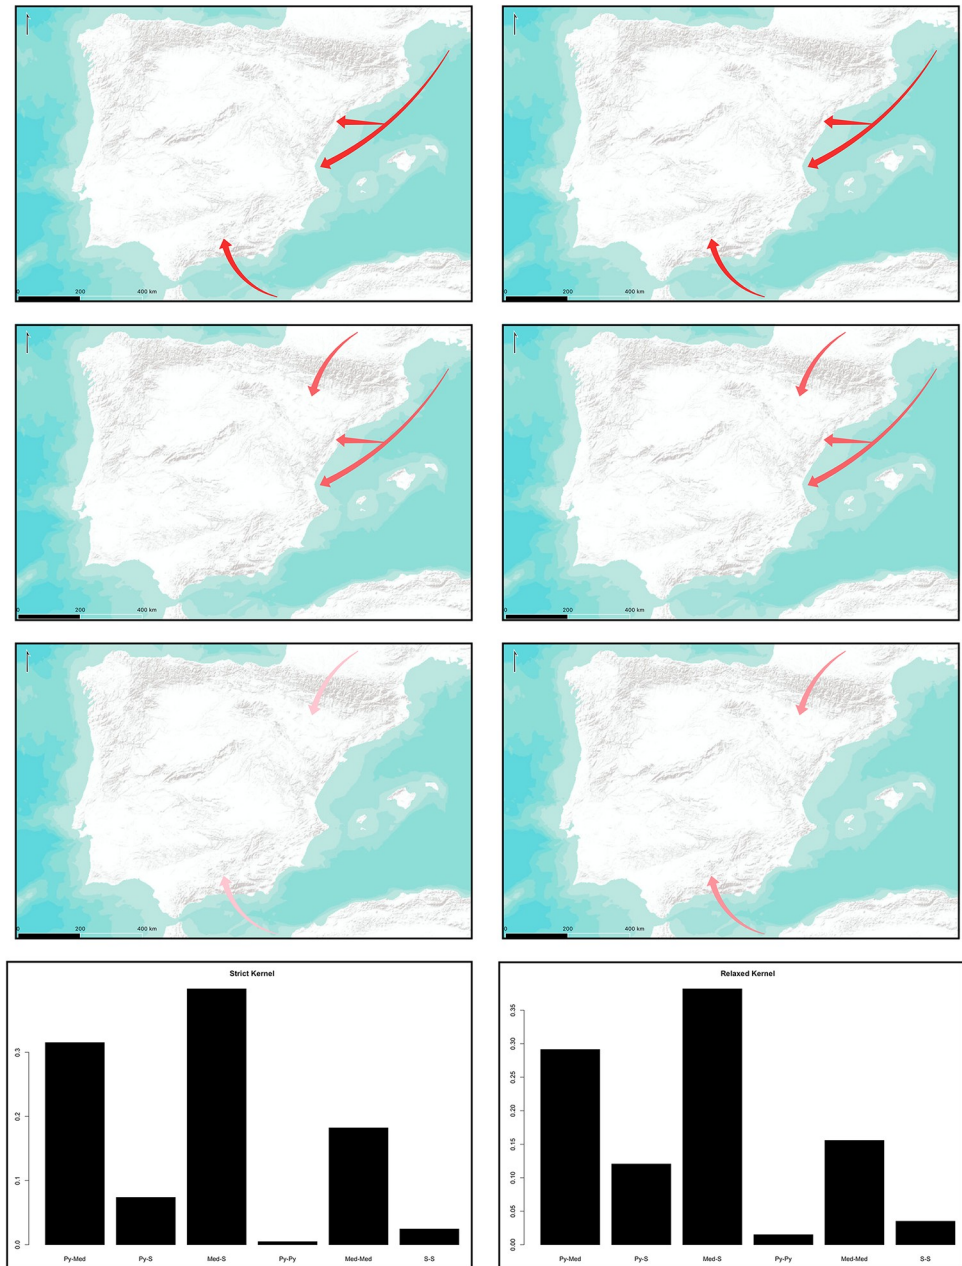 0 200 400 km
0 200 400 km
0 200 400 km
0 200 400 km
0 200 400 km
0 200 400 km
Strict Kernel
0.3
0.2
0.1
0.0
Py-Med Py-S Med-S Py-Py Med-Med S-S
Relaxed Kernel
0.35
0.30
0.25
0.20
0.15
0.10
0.05
0.00
Py-Med Py-S Med-S Py-Py Med-Med S-S